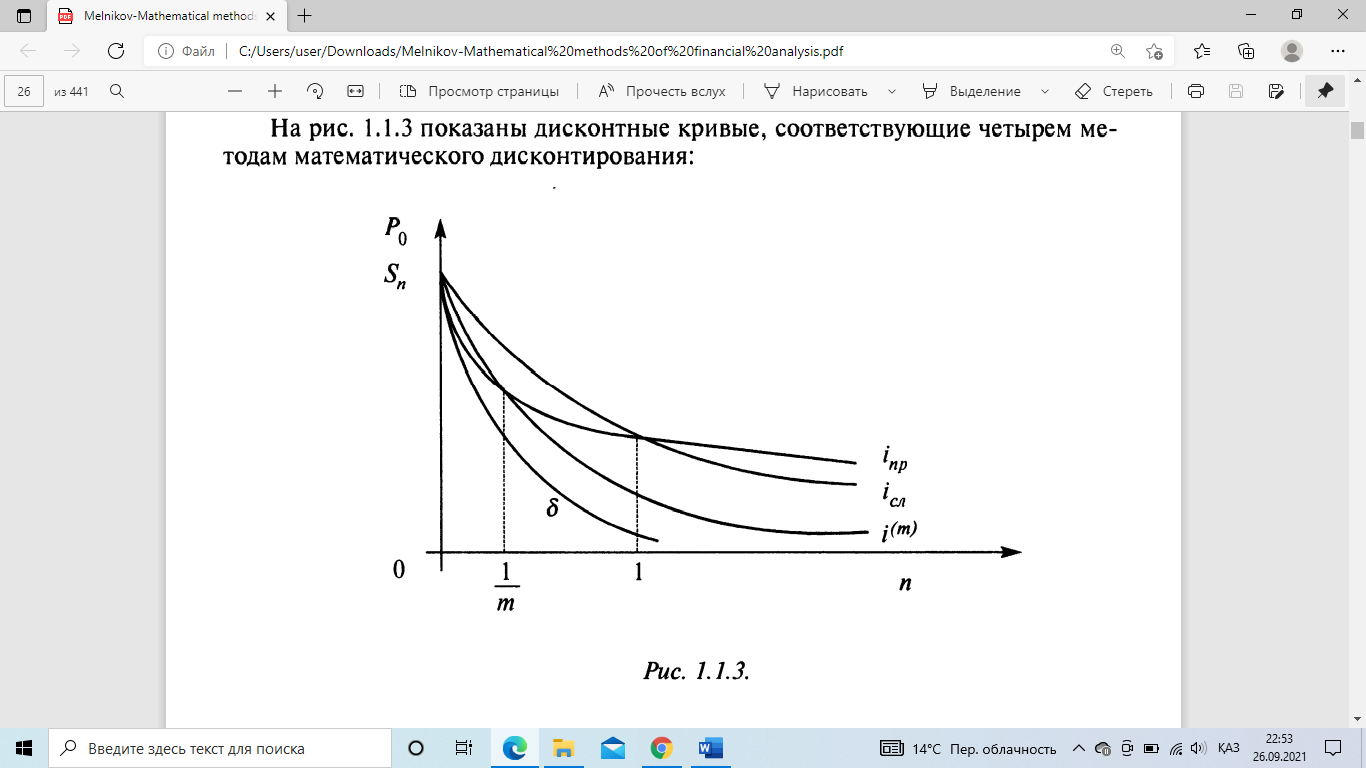 Melnikov-Mathematical methods
Файл
C:/Users/user/Downloads/Melnikov-Mathematical%20methods%20of%20financial%20analysis.pdf
26 из 441
Просмотр страницы
Прочесть вслух
Нарисовать
Выделение
Стереть
На рис. 1.1.3 показаны дисконтные кривые, соответствующие четырем ме-
тодам математического дисконтирования:
P0
Sn
iпр
iсл
δ
i(m)
0
1
m
1
n
Рис. 1.1.3.
Введите здесь текст для поиска
14°C Пер. облачность
ҚАЗ
22:53
26.09.2021